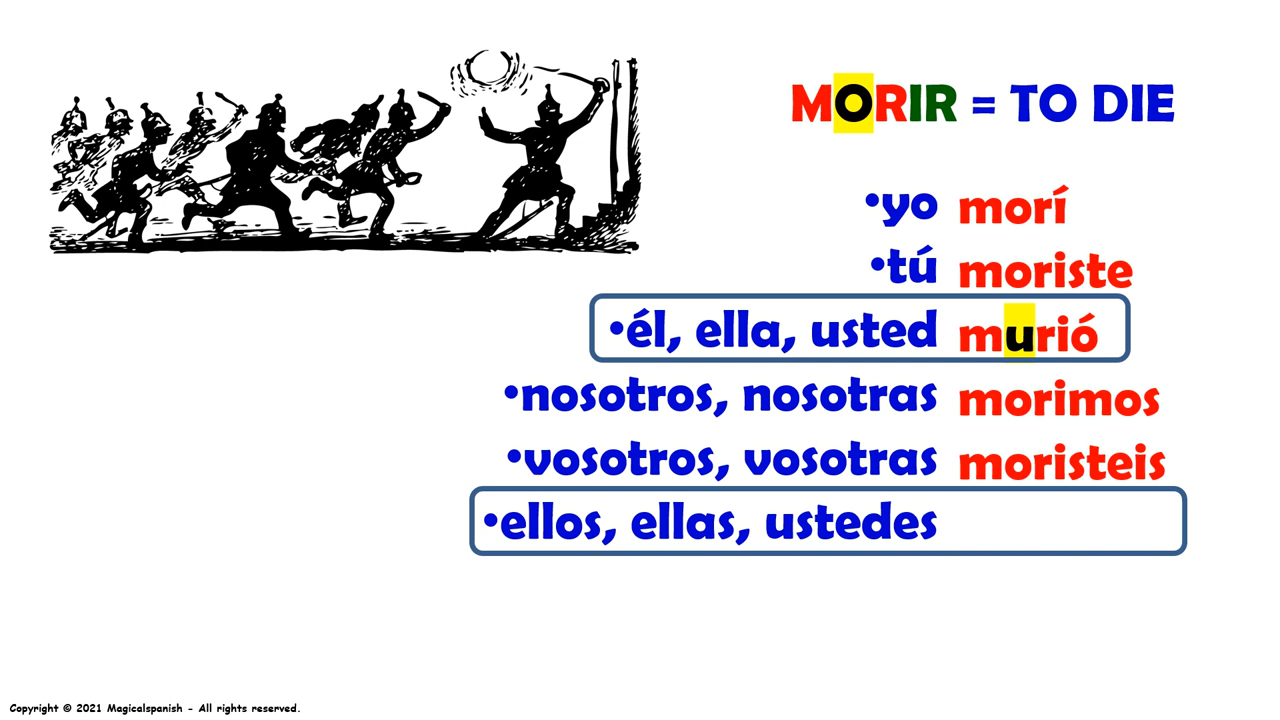 MORIR = TO DIE
•yo morí
•tú moriste
•él, ella, usted murió
•nosotros, nosotras morimos
•vosotros, vosotras moristeis
•ellos, ellas, ustedes
Copyright © 2021 Magicalspanish - All rights reserved.